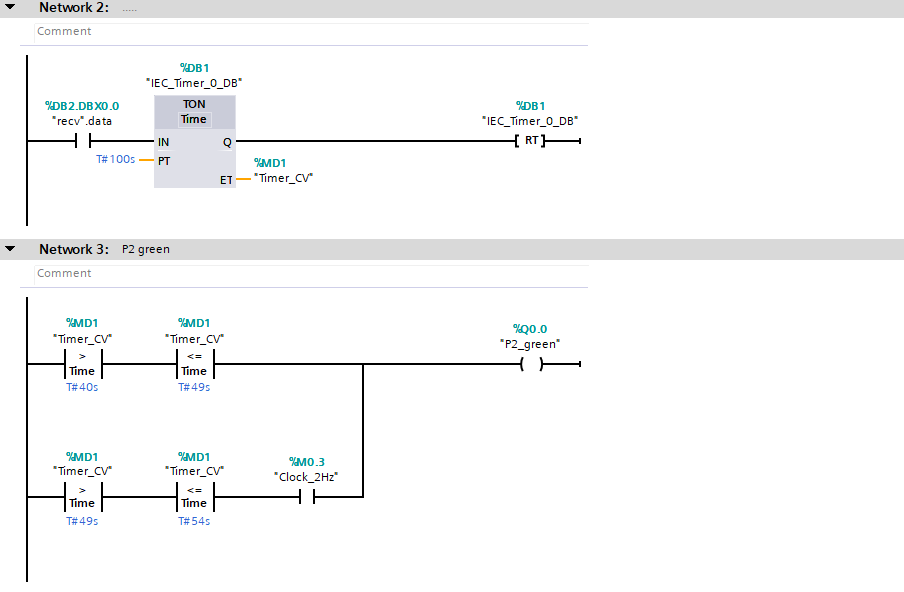 Network 2: .....
Comment
%DB1
"IEC_Timer_0_DB"
%DB2.DBX0.0
"recv".data
TON
Time
IN
Q
T#100s
PT
ET
%MD1
"Timer_CV"
%DB1
"IEC_Timer_0_DB"
RT
Network 3: P2 green
Comment
%MD1
"Timer_CV"
>
Time
T#40s
%MD1
"Timer_CV"
<=
Time
T#49s
%Q0.0
"P2_green"
%MD1
"Timer_CV"
>
Time
T#49s
%MD1
"Timer_CV"
<=
Time
T#54s
%M0.3
"Clock_2Hz"